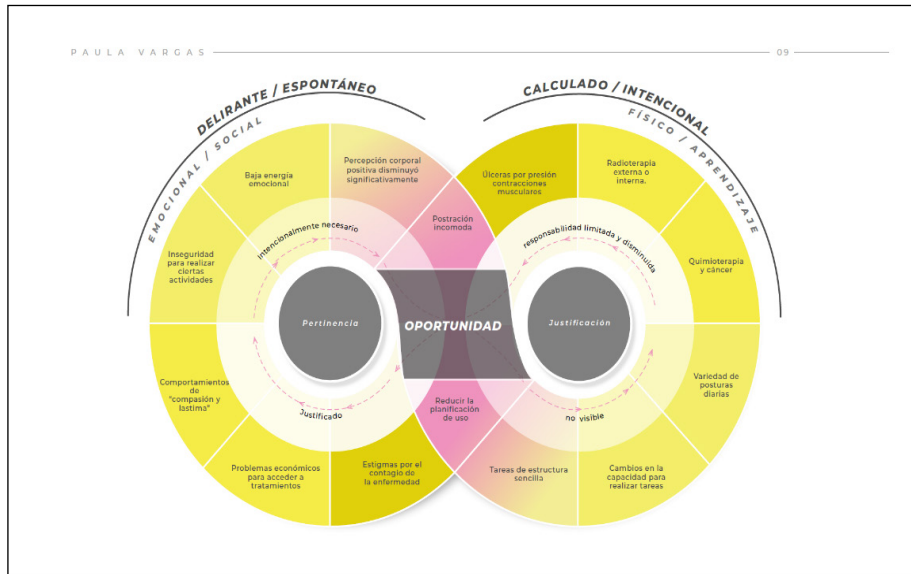 PAULA VARGAS
09
DELIRANTE / ESPONTÁNEO
EMOCIONAL / SOCIAL
CALCULADO / INTENCIONAL
FÍSICO / APRENDIZAJE
Baja energía
emocional
Percepción corporal
positiva disminuyó
significativamente
Postración
incomoda
Inseguridad
para realizar
ciertas
actividades
Comportamientos
de
"compasión y
lastima"
Problemas económicos
para acceder a
tratamientos
Estigmas por el
contagio de
la enfermedad
Reducir la
planificación
de uso
Intencionalmente necesario
Justificado
Pertinencia
OPORTUNIDAD
Úlceras por presión
contracciones
musculares
Radioterapia
externa o
interna.
Quimioterapia
y cáncer
Variedad de
posturas
diarias
Cambios en la
capacidad para
realizar tareas
Tareas de estructura
sencilla
responsabilidad limitada y disminuida
no visible
Justificación